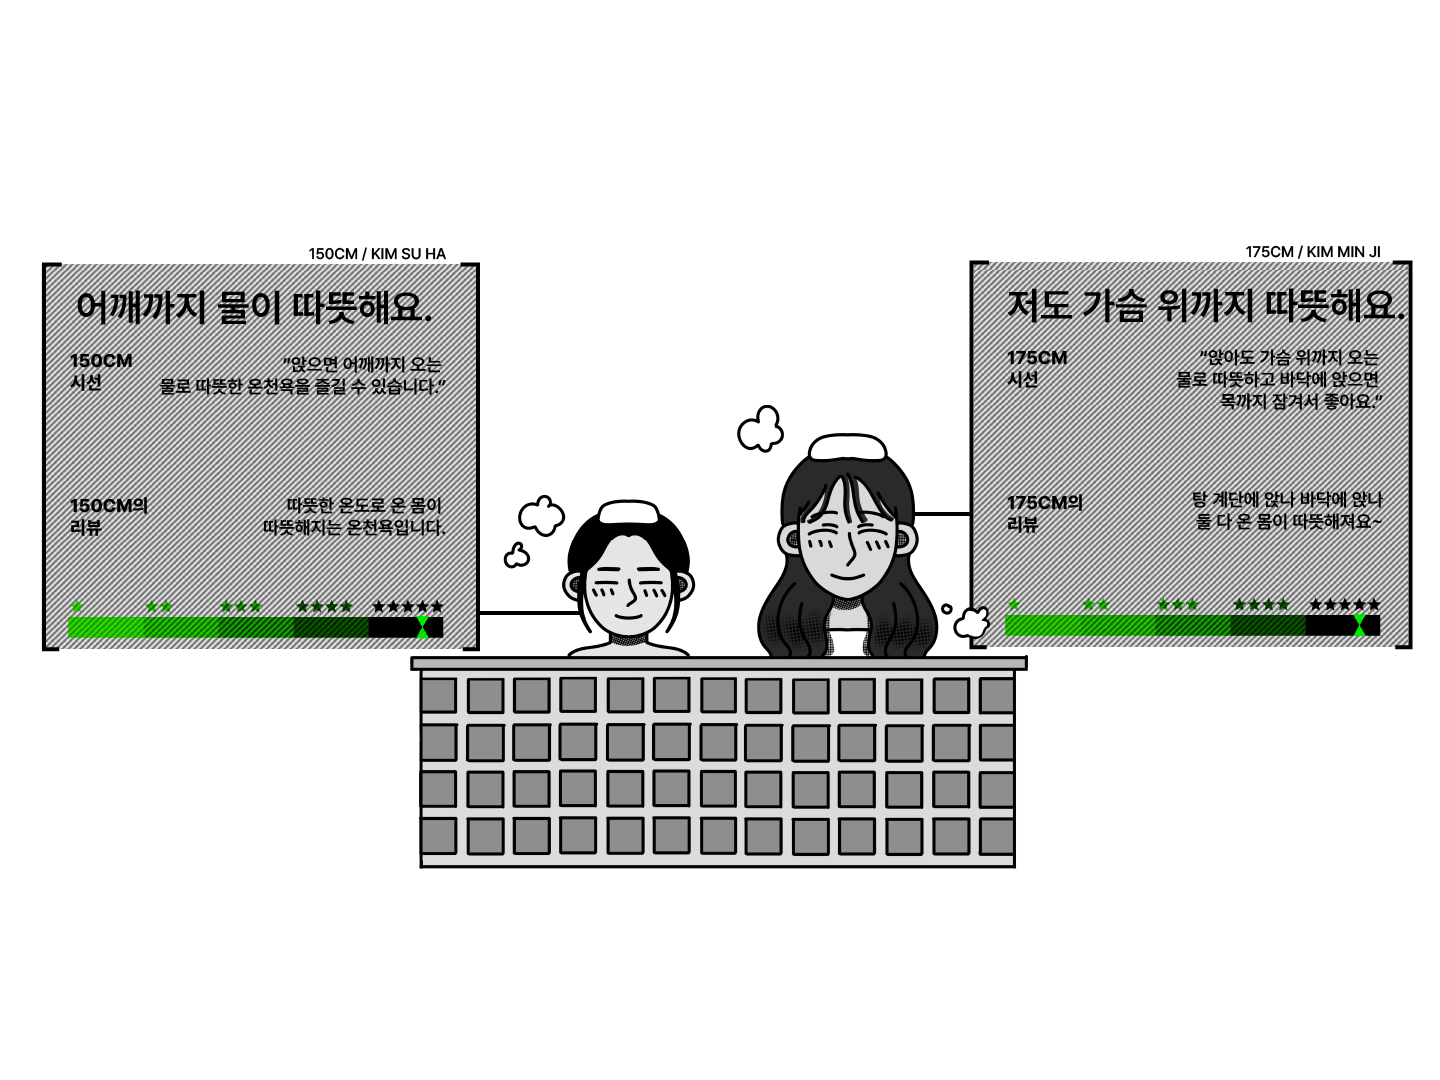 150CM / KIM SU HA
어깨까지 물이 따뜻해요.
150CM
시선
"앉으면 어깨까지 오는
물로 따뜻한 온천욕을 즐길 수 있습니다."
150CM의
리뷰
따뜻한 온도로 온 몸이
따뜻해지는 온천욕입니다.
★
★★
★★★
★★★★
★★★★★
175CM / KIM MIN JI
저도 가슴 위까지 따뜻해요.
175CM
시선
"앉아도 가슴 위까지 오는
물로 따뜻하고 바닥에 앉으면
목까지 잠겨서 좋아요."
175CM의
리뷰
탕 계단에 앉나 바닥에 앉나
둘 다 온 몸이 따뜻해져요~
★
★★
★★★
★★★★
★★★★★